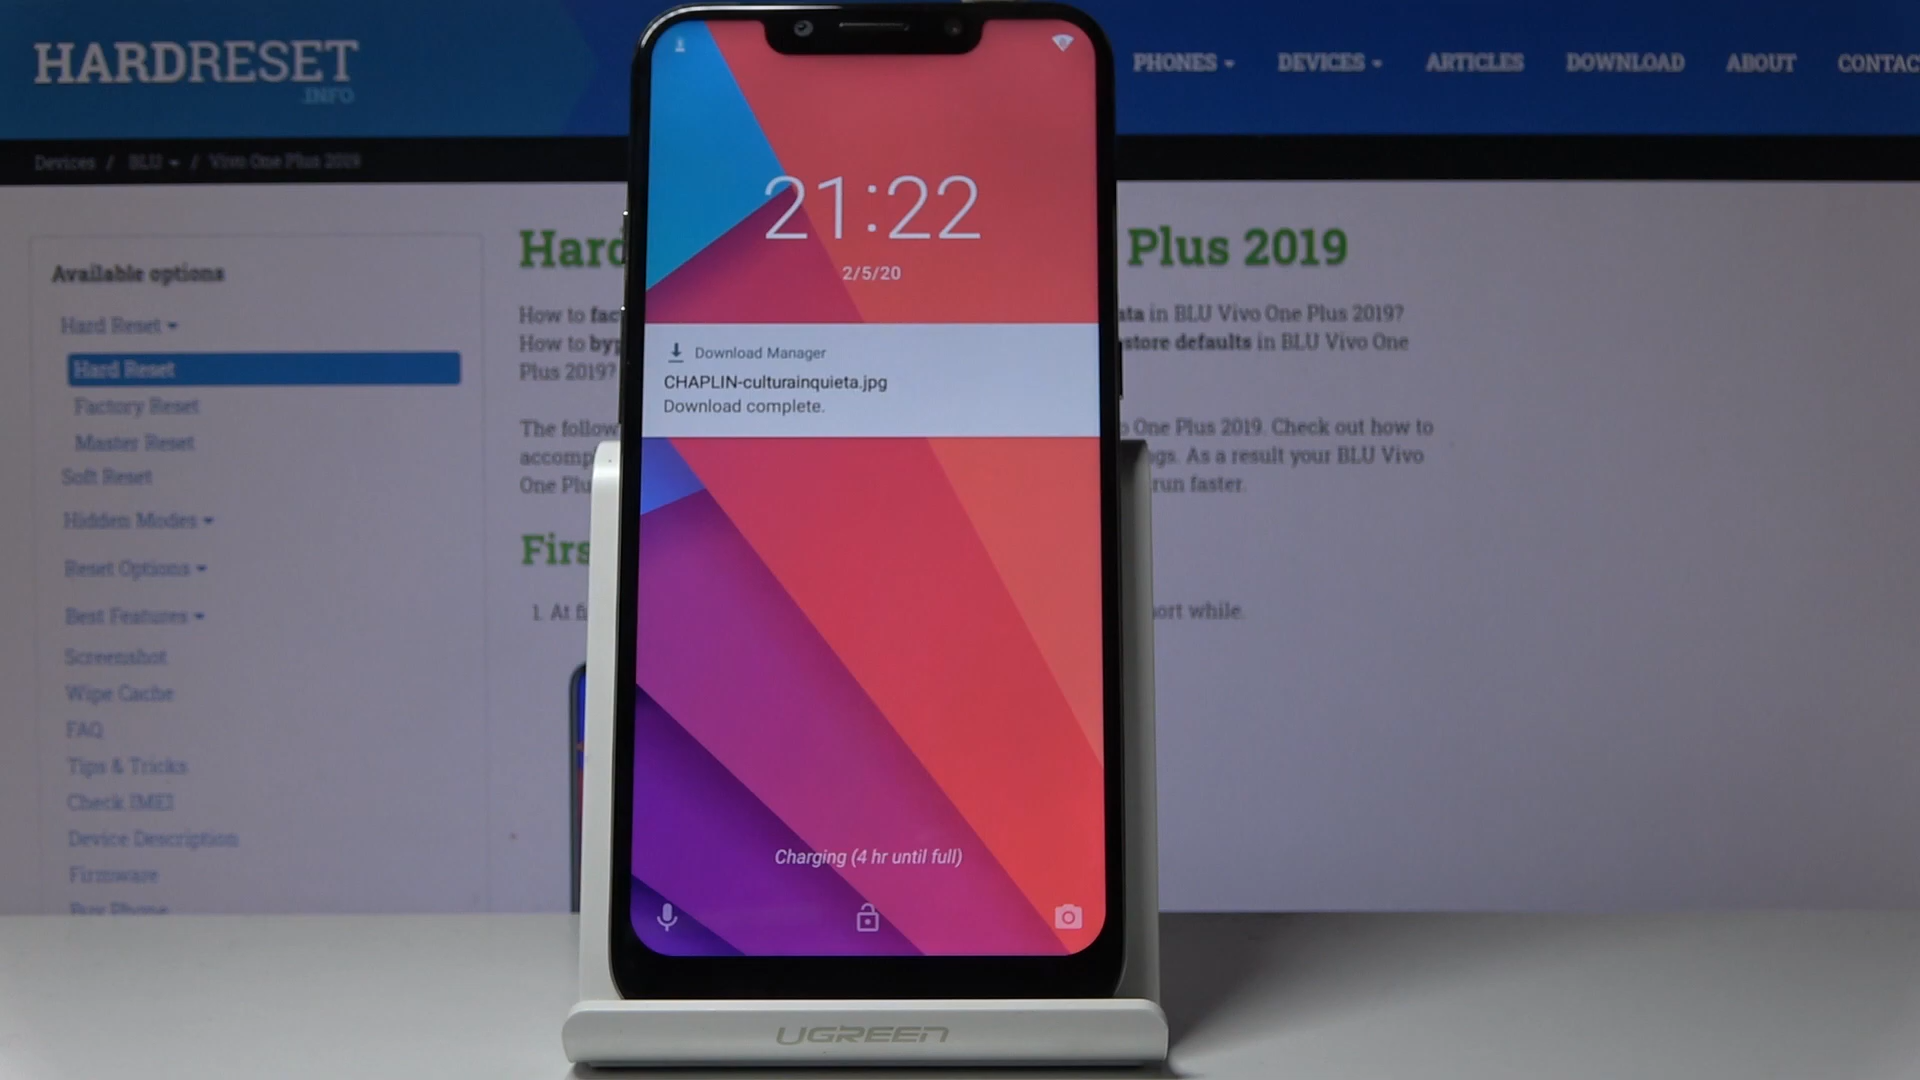 HARDRESET
.INFO
PHONES
DEVICES
ARTICLES
DOWNLOAD
ABOUT
CONTAC
Devices / BLU / Vivo One Plus 2019
Available options
Hard Reset
Hard Reset
Factory Reset
Master Reset
Soft Reset
Hidden Modes
Reset Options
Best Features
Screenshot
Wipe Cache
FAQ
Tips & Tricks
Check IMEI
Device Description
Firmware
Buy Phone
Hard Plus 2019
How to fac ata in BLU Vivo One Plus 2019?
How to byp store defaults in BLU Vivo One
Plus 2019?
The follow One Plus 2019. Check out how to
accomp gs. As a result your BLU Vivo
One Plu run faster.
Firs
1. At fi ort while.
21:22
2/5/20
Download Manager
CHAPLIN-culturainquieta.jpg
Download complete.
Charging (4 hr until full)
UGREEN